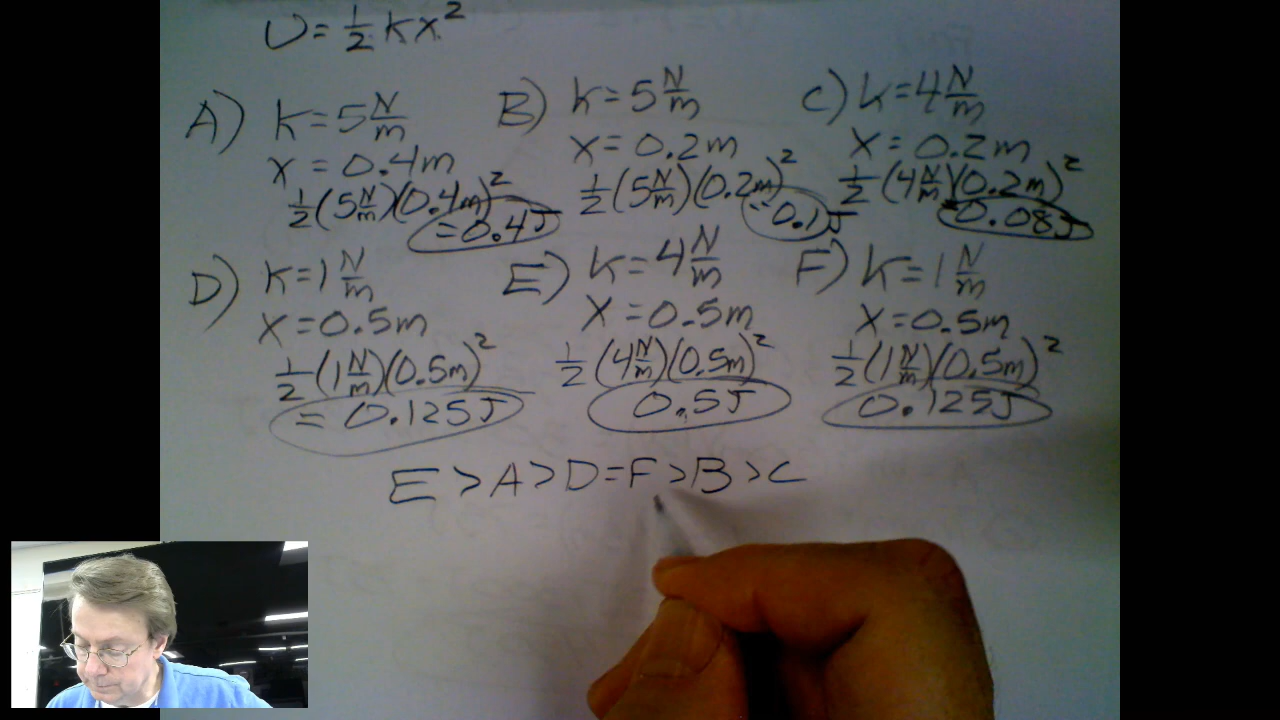 U = 1/2 kx²
A) k = 5 N/m
x = 0.4m
1/2 (5 N/m)(0.4m)²
= 0.4J
B) k = 5 N/m
x = 0.2m
1/2 (5 N/m)(0.2m)²
= 0.1J
C) k = 4 N/m
x = 0.2m
1/2 (4 N/m)(0.2m)²
= 0.08J
D) k = 1 N/m
x = 0.5m
1/2 (1 N/m)(0.5m)²
= 0.125J
E) k = 4 N/m
x = 0.5m
1/2 (4 N/m)(0.5m)²
0.5J
F) k = 1 N/m
x = 0.5m
1/2 (1 N/m)(0.5m)²
0.125J
E > A > D = F > B > C